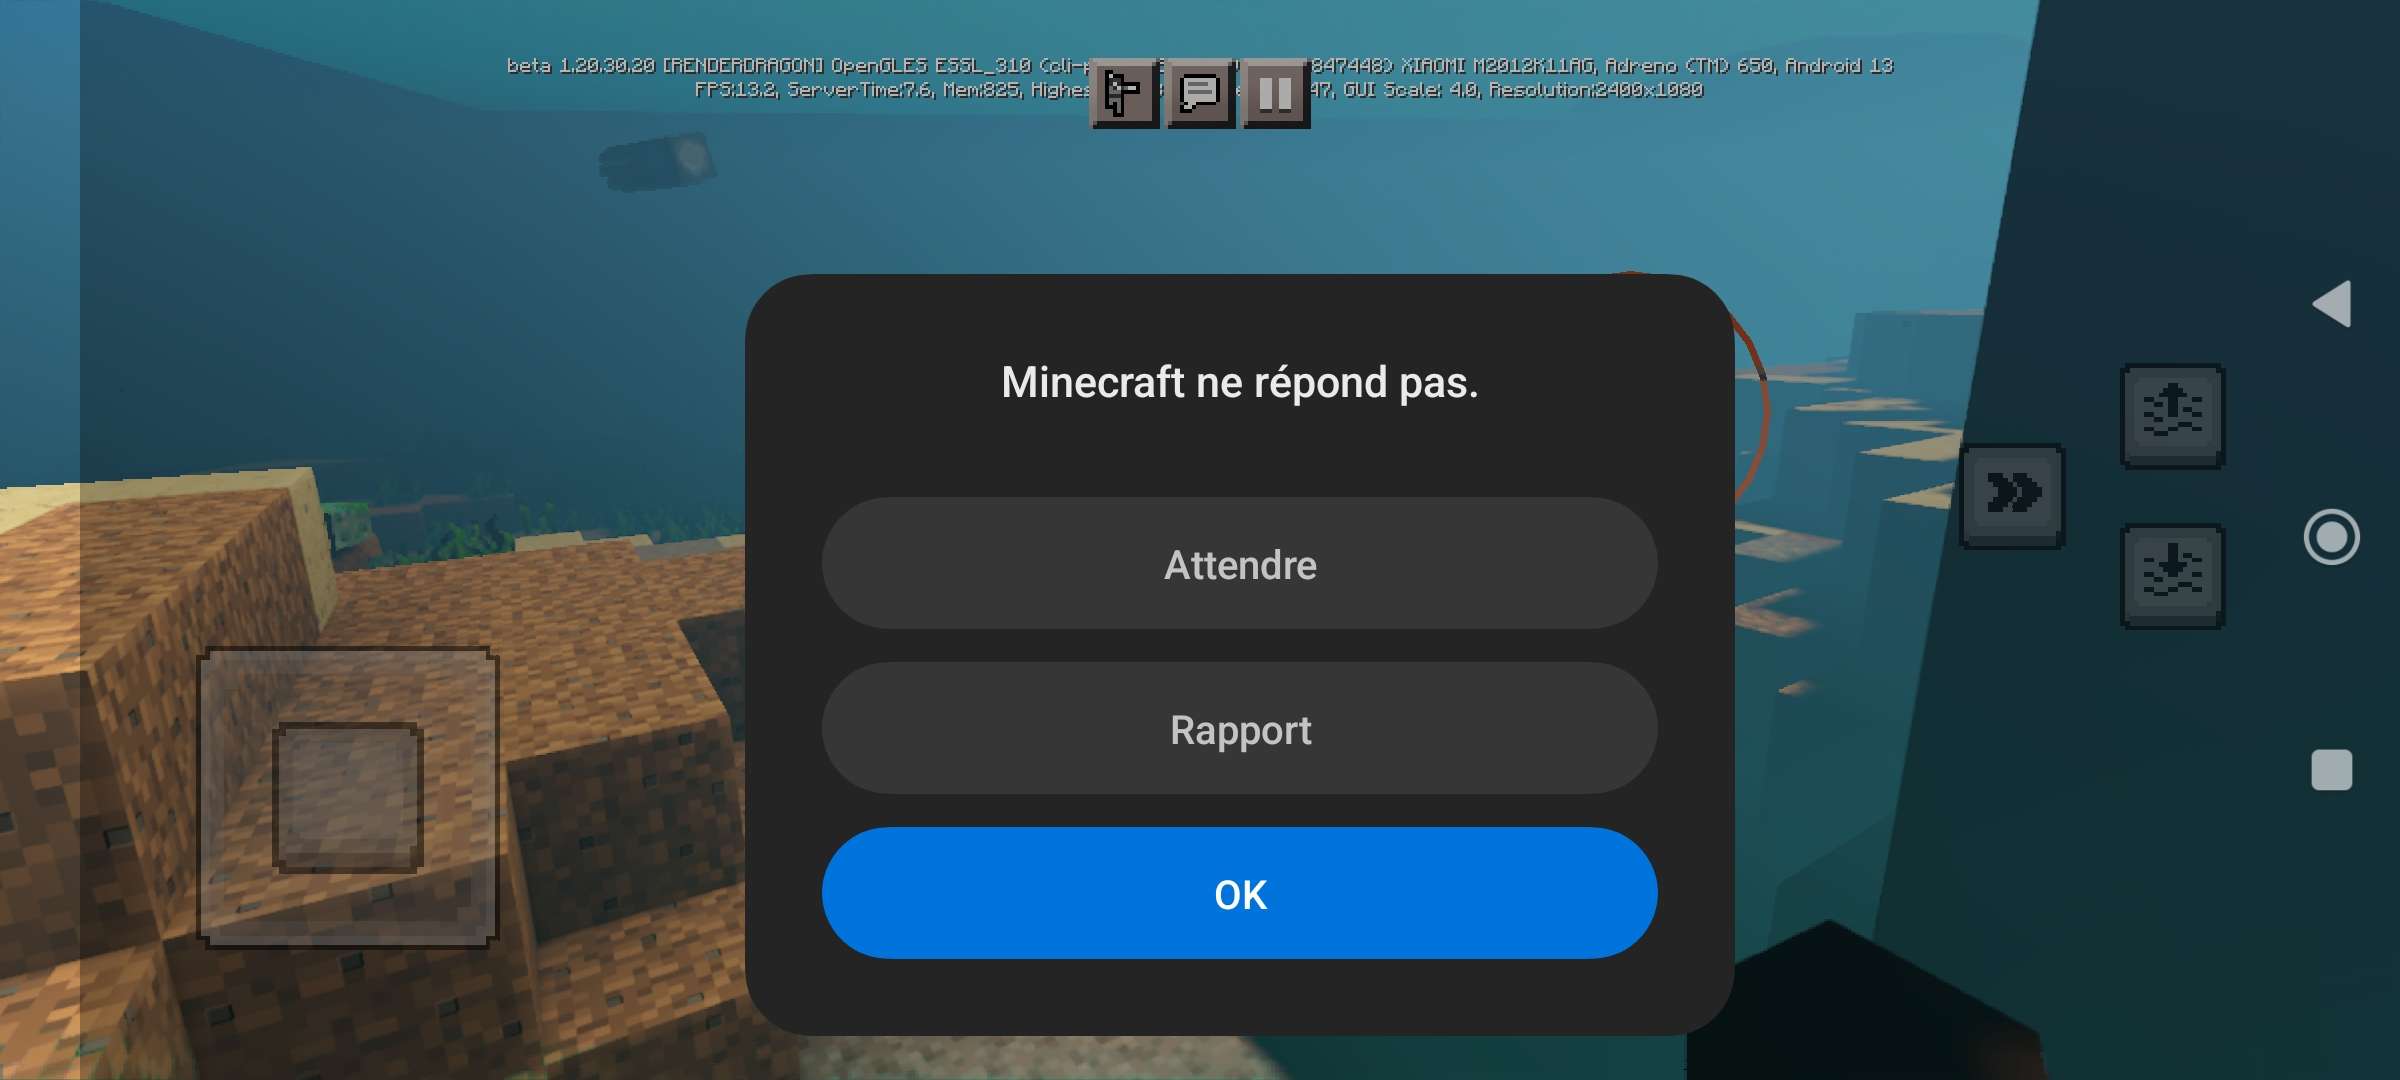 beta 1.20.30.20 [RENDERDRAGON] OpenGLES ESSL_310 847448) XIAOMI M2012K11AG, Adreno (TM) 650, Android 13
FPS:13.2, ServerTime:7.6, Mem:825, Highes 47, GUI Scale: 4.0, Resolution:2400x1080
Minecraft ne répond pas.
Attendre
Rapport
OK